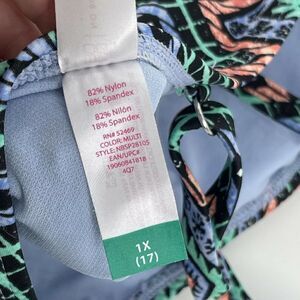 82% Nylon
18% Spandex
82% Nilón
18% Spandex
RN# 52469
COLOR: MULTI
STYLE: NBSP28105
EAN/UPC#
19060841818
4Q7
1X
(17)